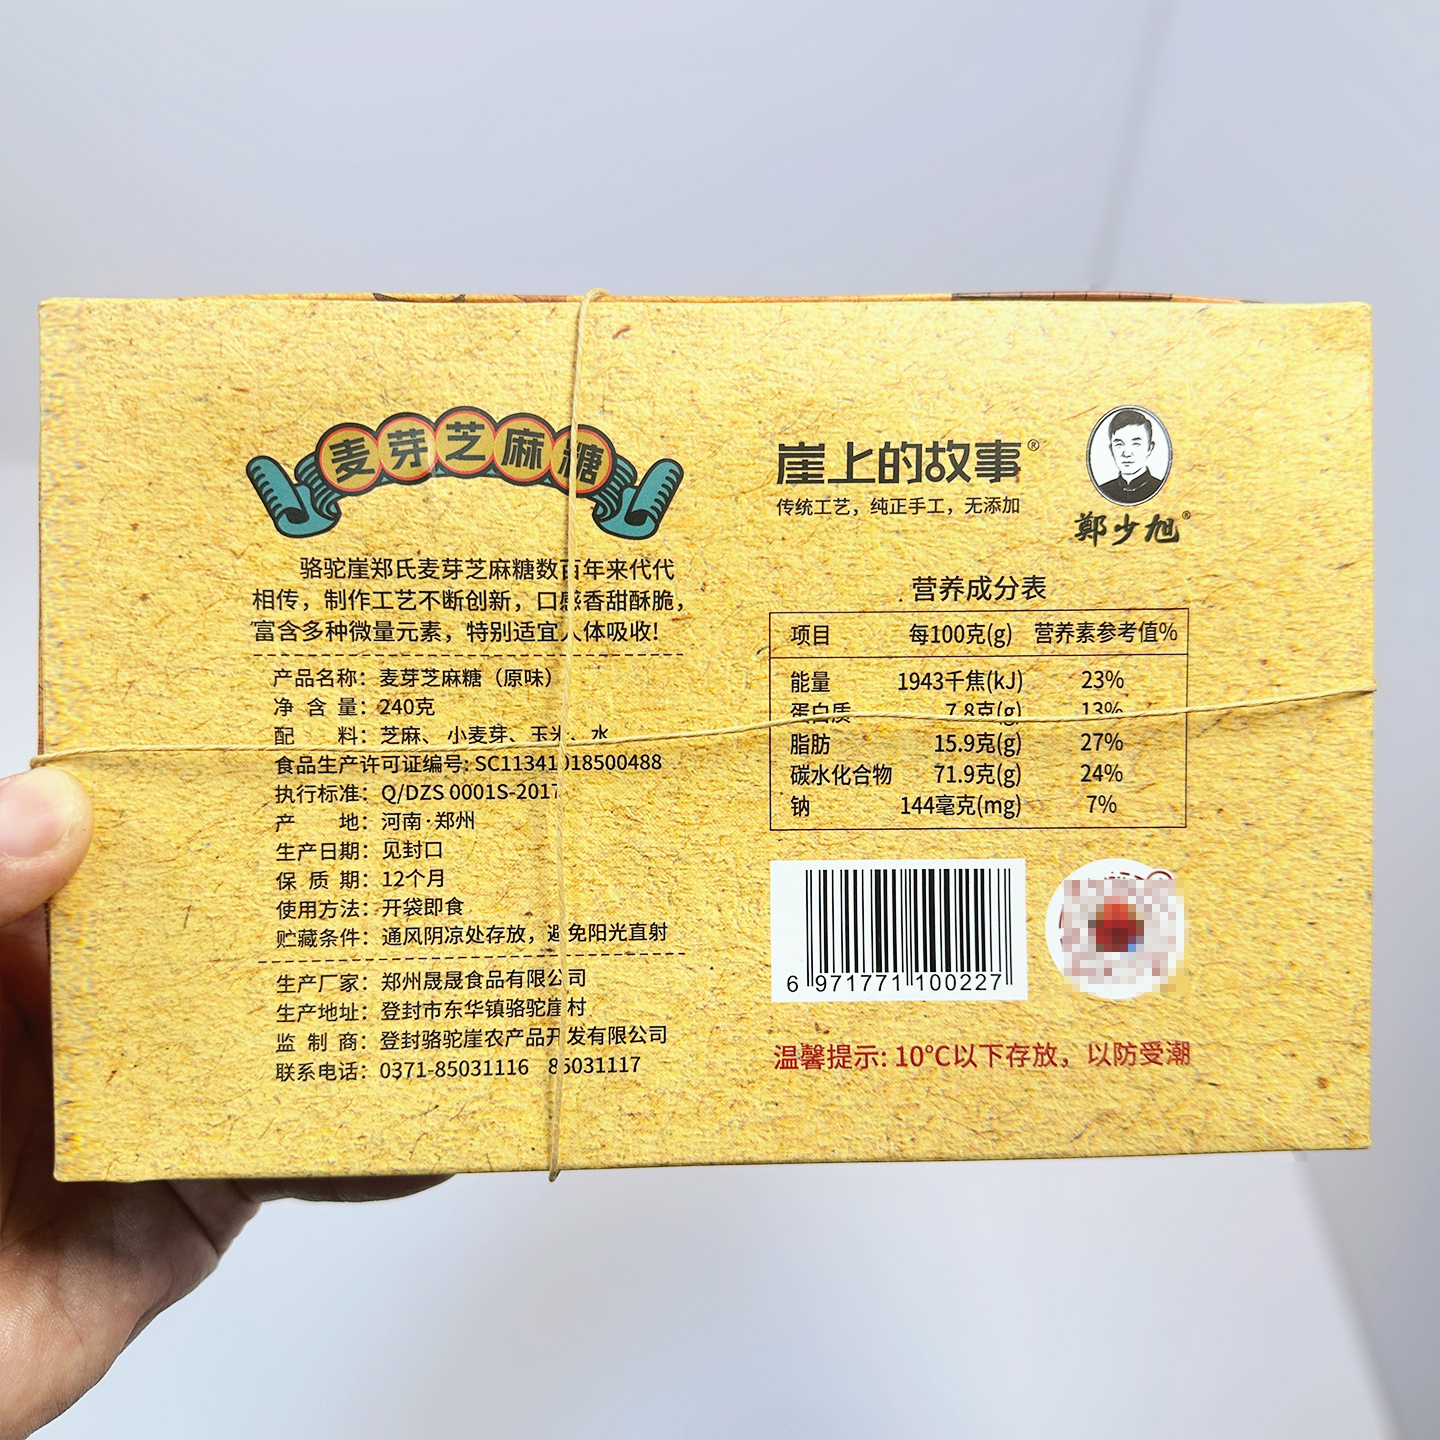 麦芽芝麻糖
骆驼崖郑氏麦芽芝麻糖数百年来代代
相传，制作工艺不断创新，口感香甜酥脆，
富含多种微量元素，特别适宜人体吸收!
产品名称：麦芽芝麻糖（原味）
净 含 量：240克
配 料：芝麻、小麦芽、玉米、水
食品生产许可证编号: SC11341018500488
执行标准：Q/DZS 0001S-2017
产 地：河南·郑州
生产日期：见封口
保 质 期：12个月
使用方法：开袋即食
贮藏条件：通风阴凉处存放，避免阳光直射
生产厂家：郑州晟晟食品有限公司
生产地址：登封市东华镇骆驼崖村
监 制 商：登封骆驼崖农产品开发有限公司
联系电话：0371-85031116 85031117
崖上的故事®
传统工艺，纯正手工，无添加
鄭少旭®
营养成分表
项目 每100克(g) 营养素参考值%
能量 1943千焦(kJ) 23%
蛋白质 7.8克(g) 13%
脂肪 15.9克(g) 27%
碳水化合物 71.9克(g) 24%
钠 144毫克(mg) 7%
6 971771 100227
温馨提示: 10℃以下存放，以防受潮